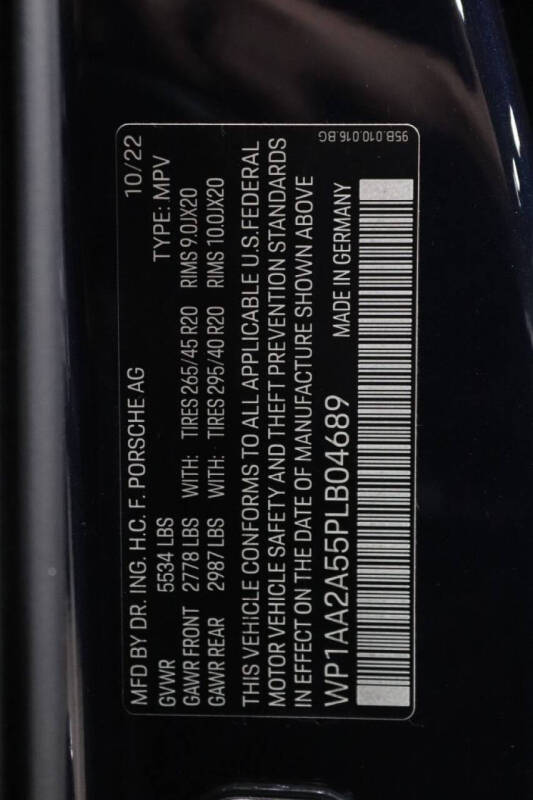 MFD BY DR. ING. H.C. F. PORSCHE AG 10/22
GVWR 5534 LBS TYPE: MPV
GAWR FRONT 2778 LBS WITH: TIRES 265/45 R20 RIMS 9.0JX20
GAWR REAR 2987 LBS WITH: TIRES 295/40 R20 RIMS 10.0JX20
THIS VEHICLE CONFORMS TO ALL APPLICABLE U.S. FEDERAL
MOTOR VEHICLE SAFETY AND THEFT PREVENTION STANDARDS
IN EFFECT ON THE DATE OF MANUFACTURE SHOWN ABOVE
WP1AA2A55PLB04689 MADE IN GERMANY
95B.010.016.BG